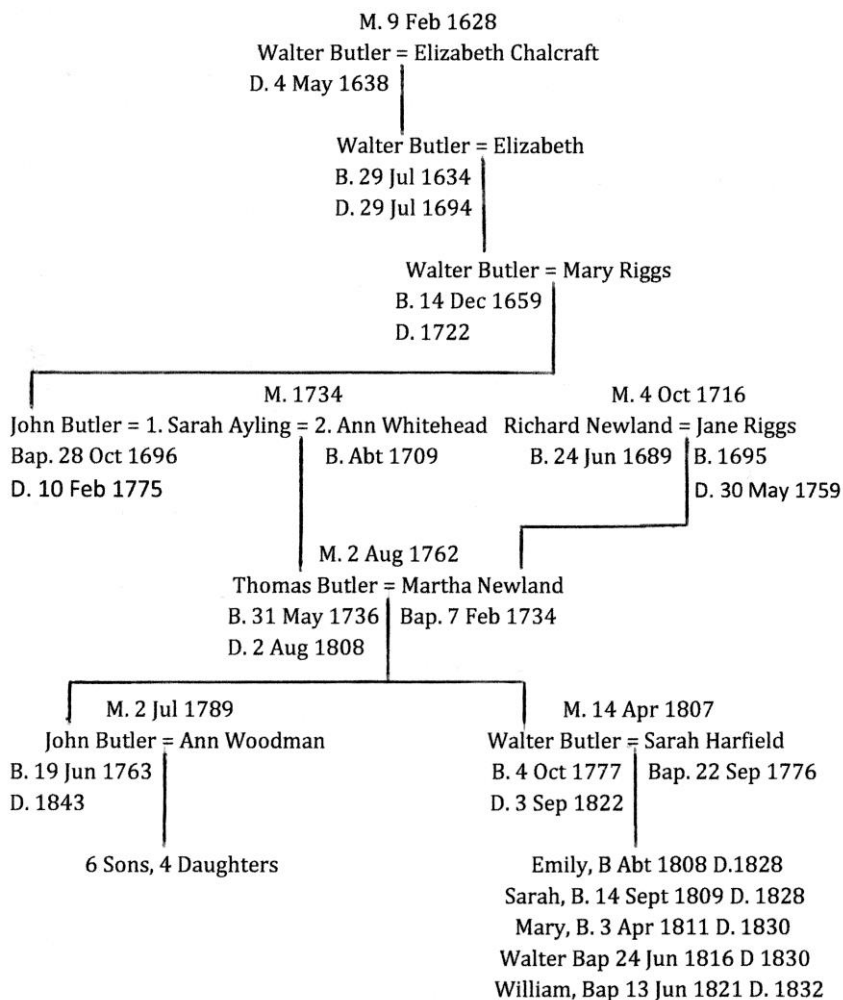 M. 9 Feb 1628
Walter Butler = Elizabeth Chalcraft
D. 4 May 1638
Walter Butler = Elizabeth
B. 29 Jul 1634
D. 29 Jul 1694
Walter Butler = Mary Riggs
B. 14 Dec 1659
D. 1722
M. 1734
M. 4 Oct 1716
John Butler = 1. Sarah Ayling = 2. Ann Whitehead
Richard Newland = Jane Riggs
Bap. 28 Oct 1696
B. Abt 1709
B. 24 Jun 1689
B. 1695
D. 10 Feb 1775
D. 30 May 1759
M. 2 Aug 1762
Thomas Butler = Martha Newland
B. 31 May 1736
Bap. 7 Feb 1734
D. 2 Aug 1808
M. 2 Jul 1789
M. 14 Apr 1807
John Butler = Ann Woodman
Walter Butler = Sarah Harfield
B. 19 Jun 1763
B. 4 Oct 1777
Bap. 22 Sep 1776
D. 1843
D. 3 Sep 1822
6 Sons, 4 Daughters
Emily, B Abt 1808 D.1828
Sarah, B. 14 Sept 1809 D. 1828
Mary, B. 3 Apr 1811 D. 1830
Walter Bap 24 Jun 1816 D 1830
William, Bap 13 Jun 1821 D. 1832